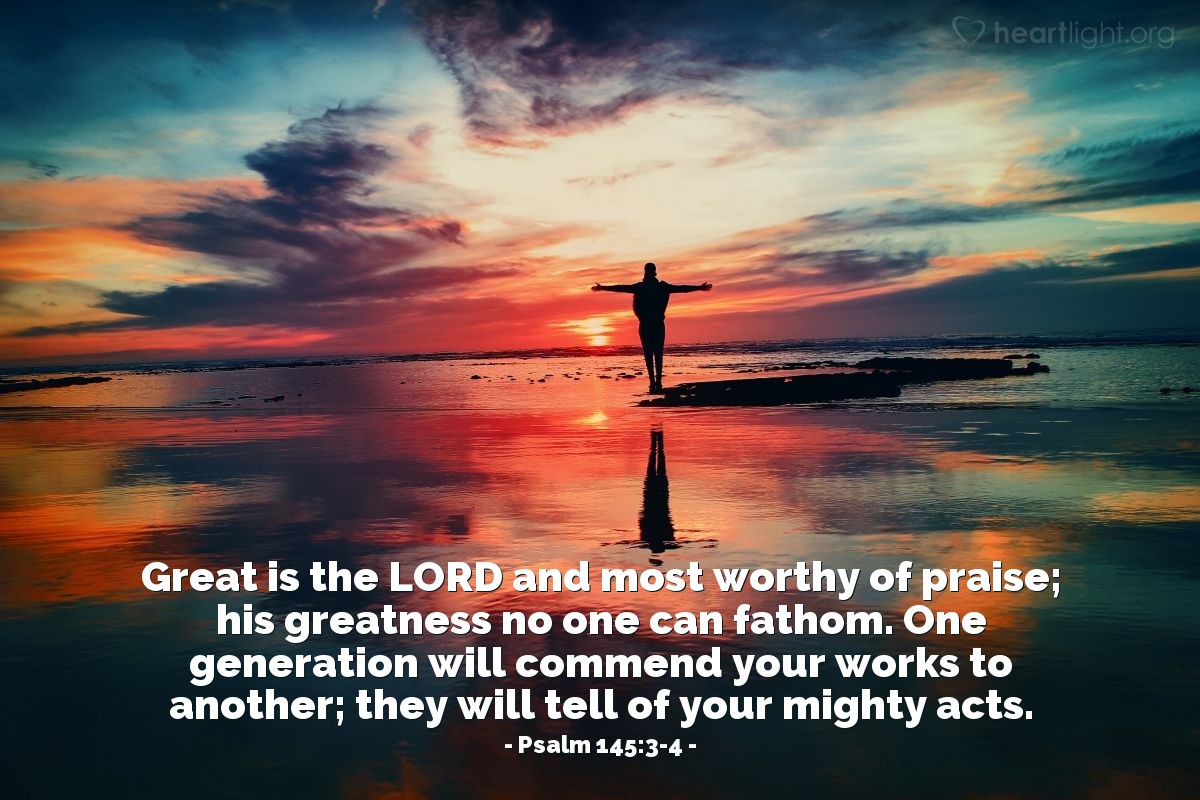 heartlight.org
Great is the LORD and most worthy of praise;
his greatness no one can fathom. One
generation will commend your works to
another; they will tell of your mighty acts.
- Psalm 145:3-4 -